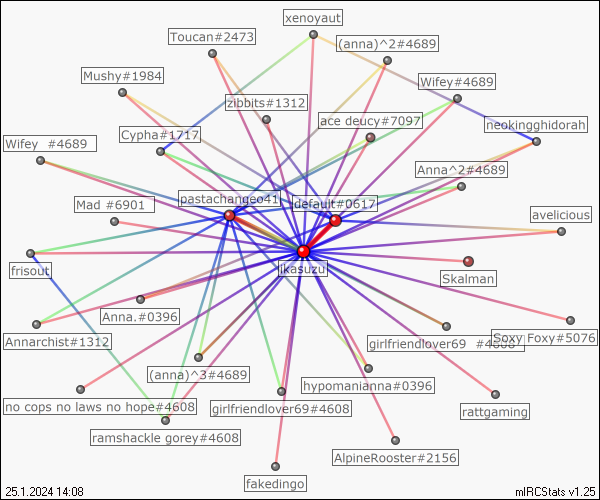 xenoyaut
Toucan#2473
(anna)^2#4689
Mushy#1984
Wifey#4689
zibbits#1312
ace deucy#7097
neokingghidorah
Cypha#1717
Wifey  #4689
Anna^2#4689
pastachangeo41
default#0617
Mad #6901
avelicious
frisout
ikasuzu
Skalman
Anna.#0396
Annarchist#1312
girlfriendlover69  #4608
Soxy Foxy#5076
(anna)^3#4689
hypomanianna#0396
no cops no laws no hope#4608
girlfriendlover69#4608
rattgaming
ramshackle gorey#4608
AlpineRooster#2156
fakedingo
25.1.2024 14:08
mIRCStats v1.25